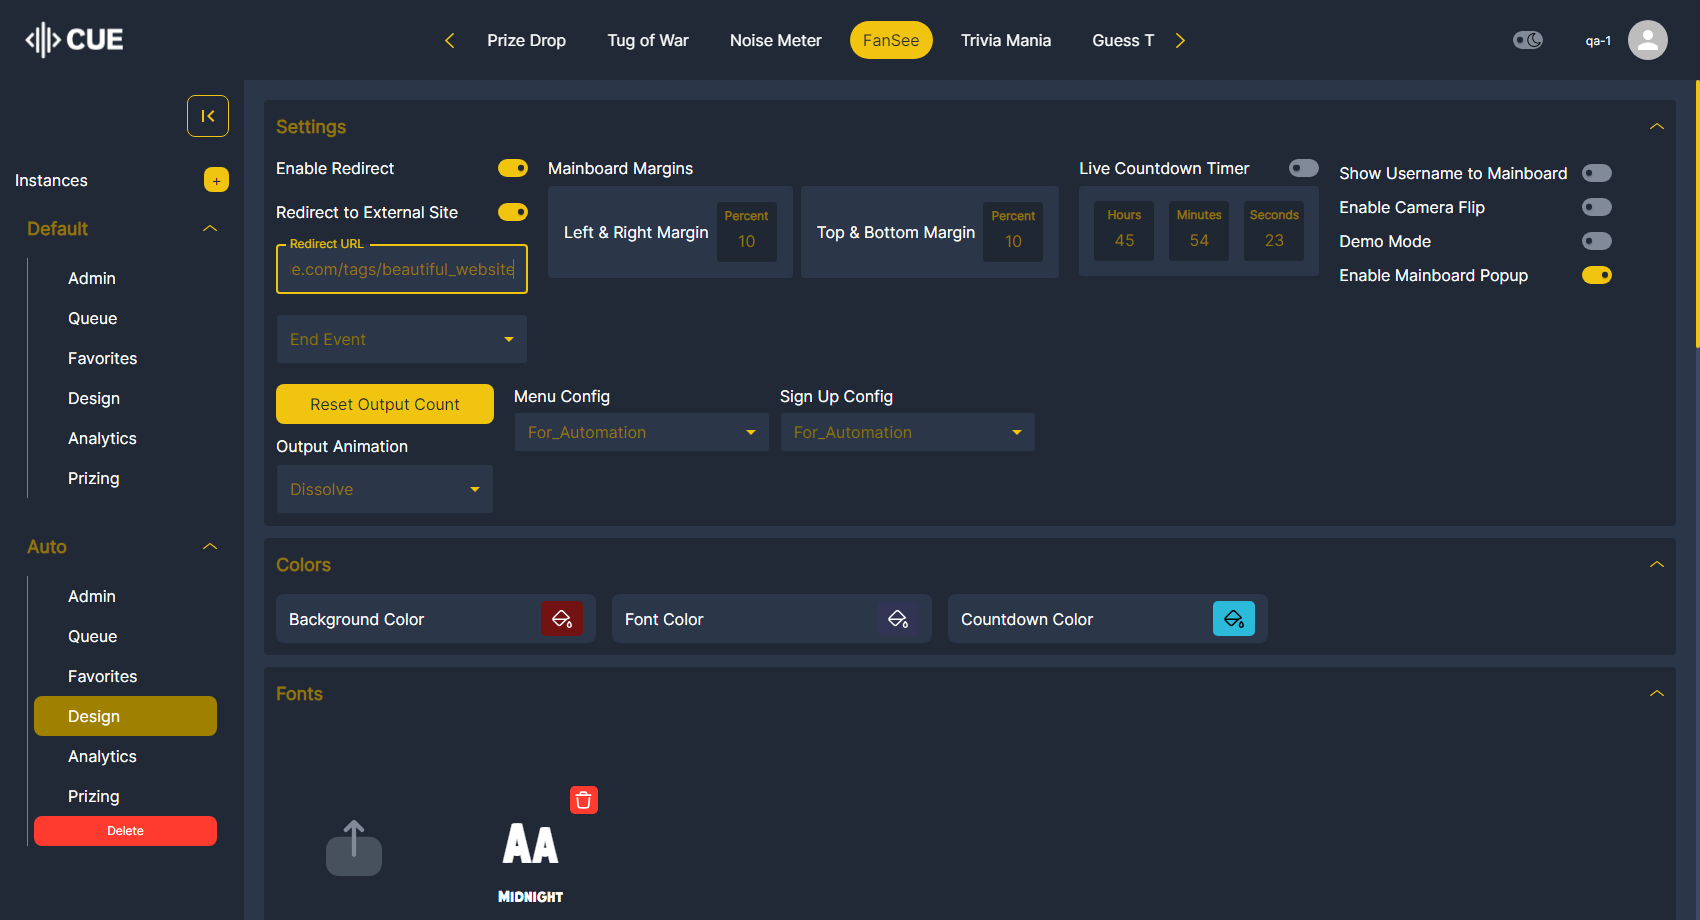 CUE
Prize Drop
Tug of War
Noise Meter
FanSee
Trivia Mania
Guess T
qa-1
Instances
+
Default
Admin
Queue
Favorites
Design
Analytics
Prizing
Auto
Admin
Queue
Favorites
Design
Analytics
Prizing
Delete
Settings
Enable Redirect
Redirect to External Site
Redirect URL
e.com/tags/beautiful_website
End Event
Mainboard Margins
Left & Right Margin
Percent
10
Top & Bottom Margin
Percent
10
Live Countdown Timer
Hours
45
Minutes
54
Seconds
23
Show Username to Mainboard
Enable Camera Flip
Demo Mode
Enable Mainboard Popup
Reset Output Count
Output Animation
Dissolve
Menu Config
For_Automation
Sign Up Config
For_Automation
Colors
Background Color
Font Color
Countdown Color
Fonts
AA
MIDNIGHT